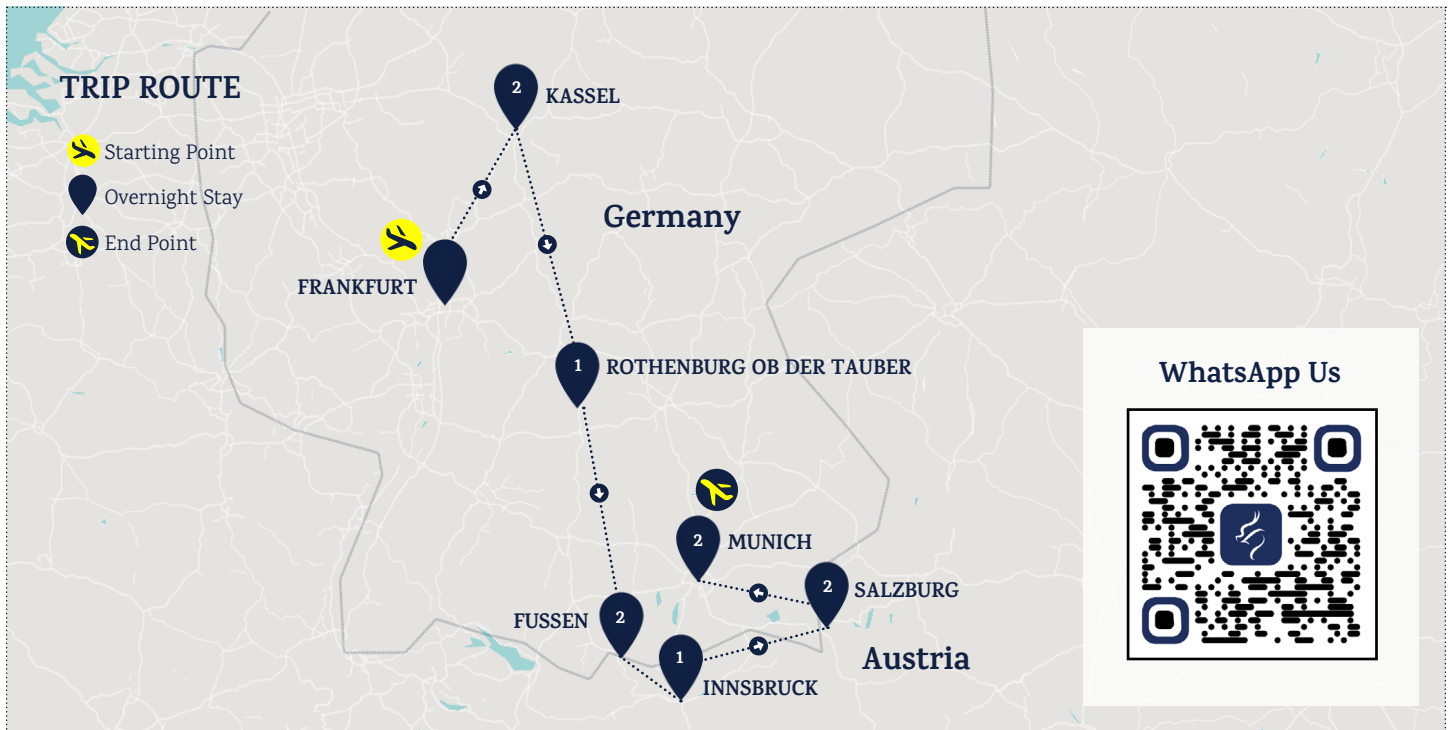 TRIP ROUTE
Starting Point
Overnight Stay
End Point
2
KASSEL
Germany
FRANKFURT
1
ROTHENBURG OB DER TAUBER
WhatsApp Us
2
MUNICH
2
SALZBURG
2
FUSSEN
1
INNSBRUCK
Austria